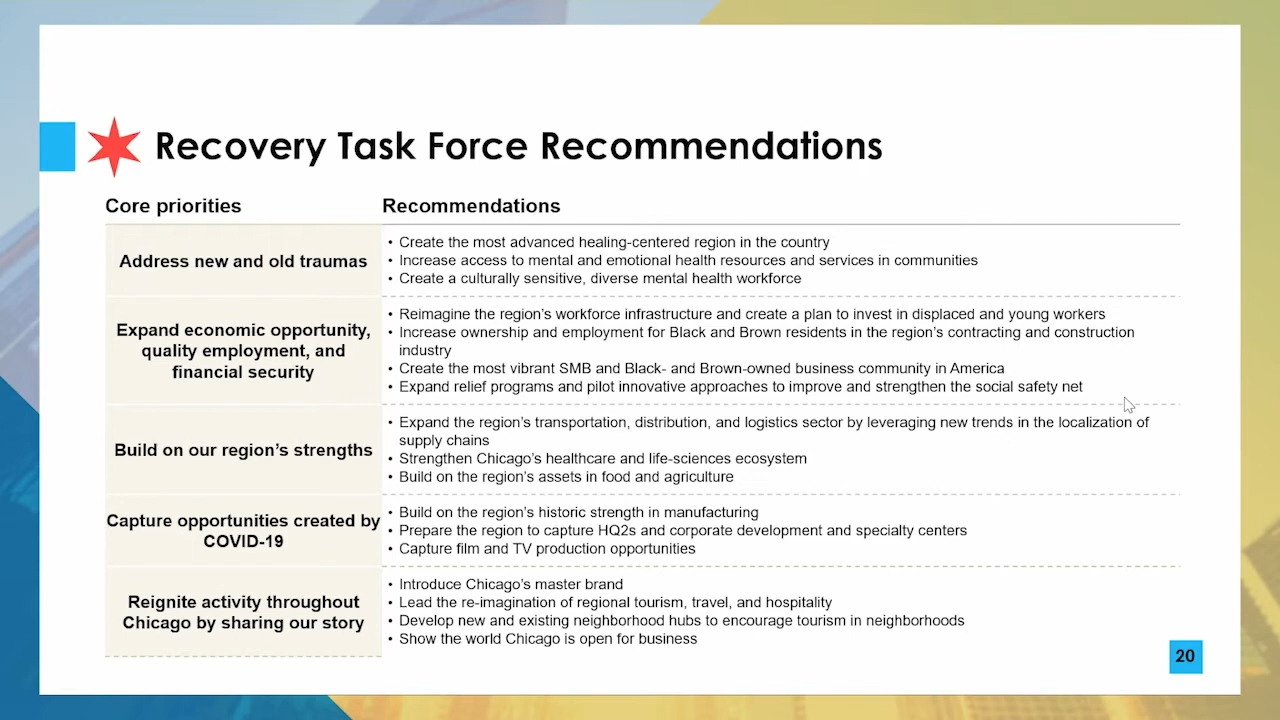 Recovery Task Force Recommendations
Core priorities
Recommendations
Address new and old traumas
• Create the most advanced healing-centered region in the country
• Increase access to mental and emotional health resources and services in communities
• Create a culturally sensitive, diverse mental health workforce
Expand economic opportunity,
quality employment, and
financial security
• Reimagine the region’s workforce infrastructure and create a plan to invest in displaced and young workers
• Increase ownership and employment for Black and Brown residents in the region’s contracting and construction
industry
• Create the most vibrant SMB and Black- and Brown-owned business community in America
• Expand relief programs and pilot innovative approaches to improve and strengthen the social safety net
Build on our region’s strengths
• Expand the region’s transportation, distribution, and logistics sector by leveraging new trends in the localization of
supply chains
• Strengthen Chicago’s healthcare and life-sciences ecosystem
• Build on the region’s assets in food and agriculture
Capture opportunities created by
COVID-19
• Build on the region’s historic strength in manufacturing
• Prepare the region to capture HQ2s and corporate development and specialty centers
• Capture film and TV production opportunities
Reignite activity throughout
Chicago by sharing our story
• Introduce Chicago’s master brand
• Lead the re-imagination of regional tourism, travel, and hospitality
• Develop new and existing neighborhood hubs to encourage tourism in neighborhoods
• Show the world Chicago is open for business
20